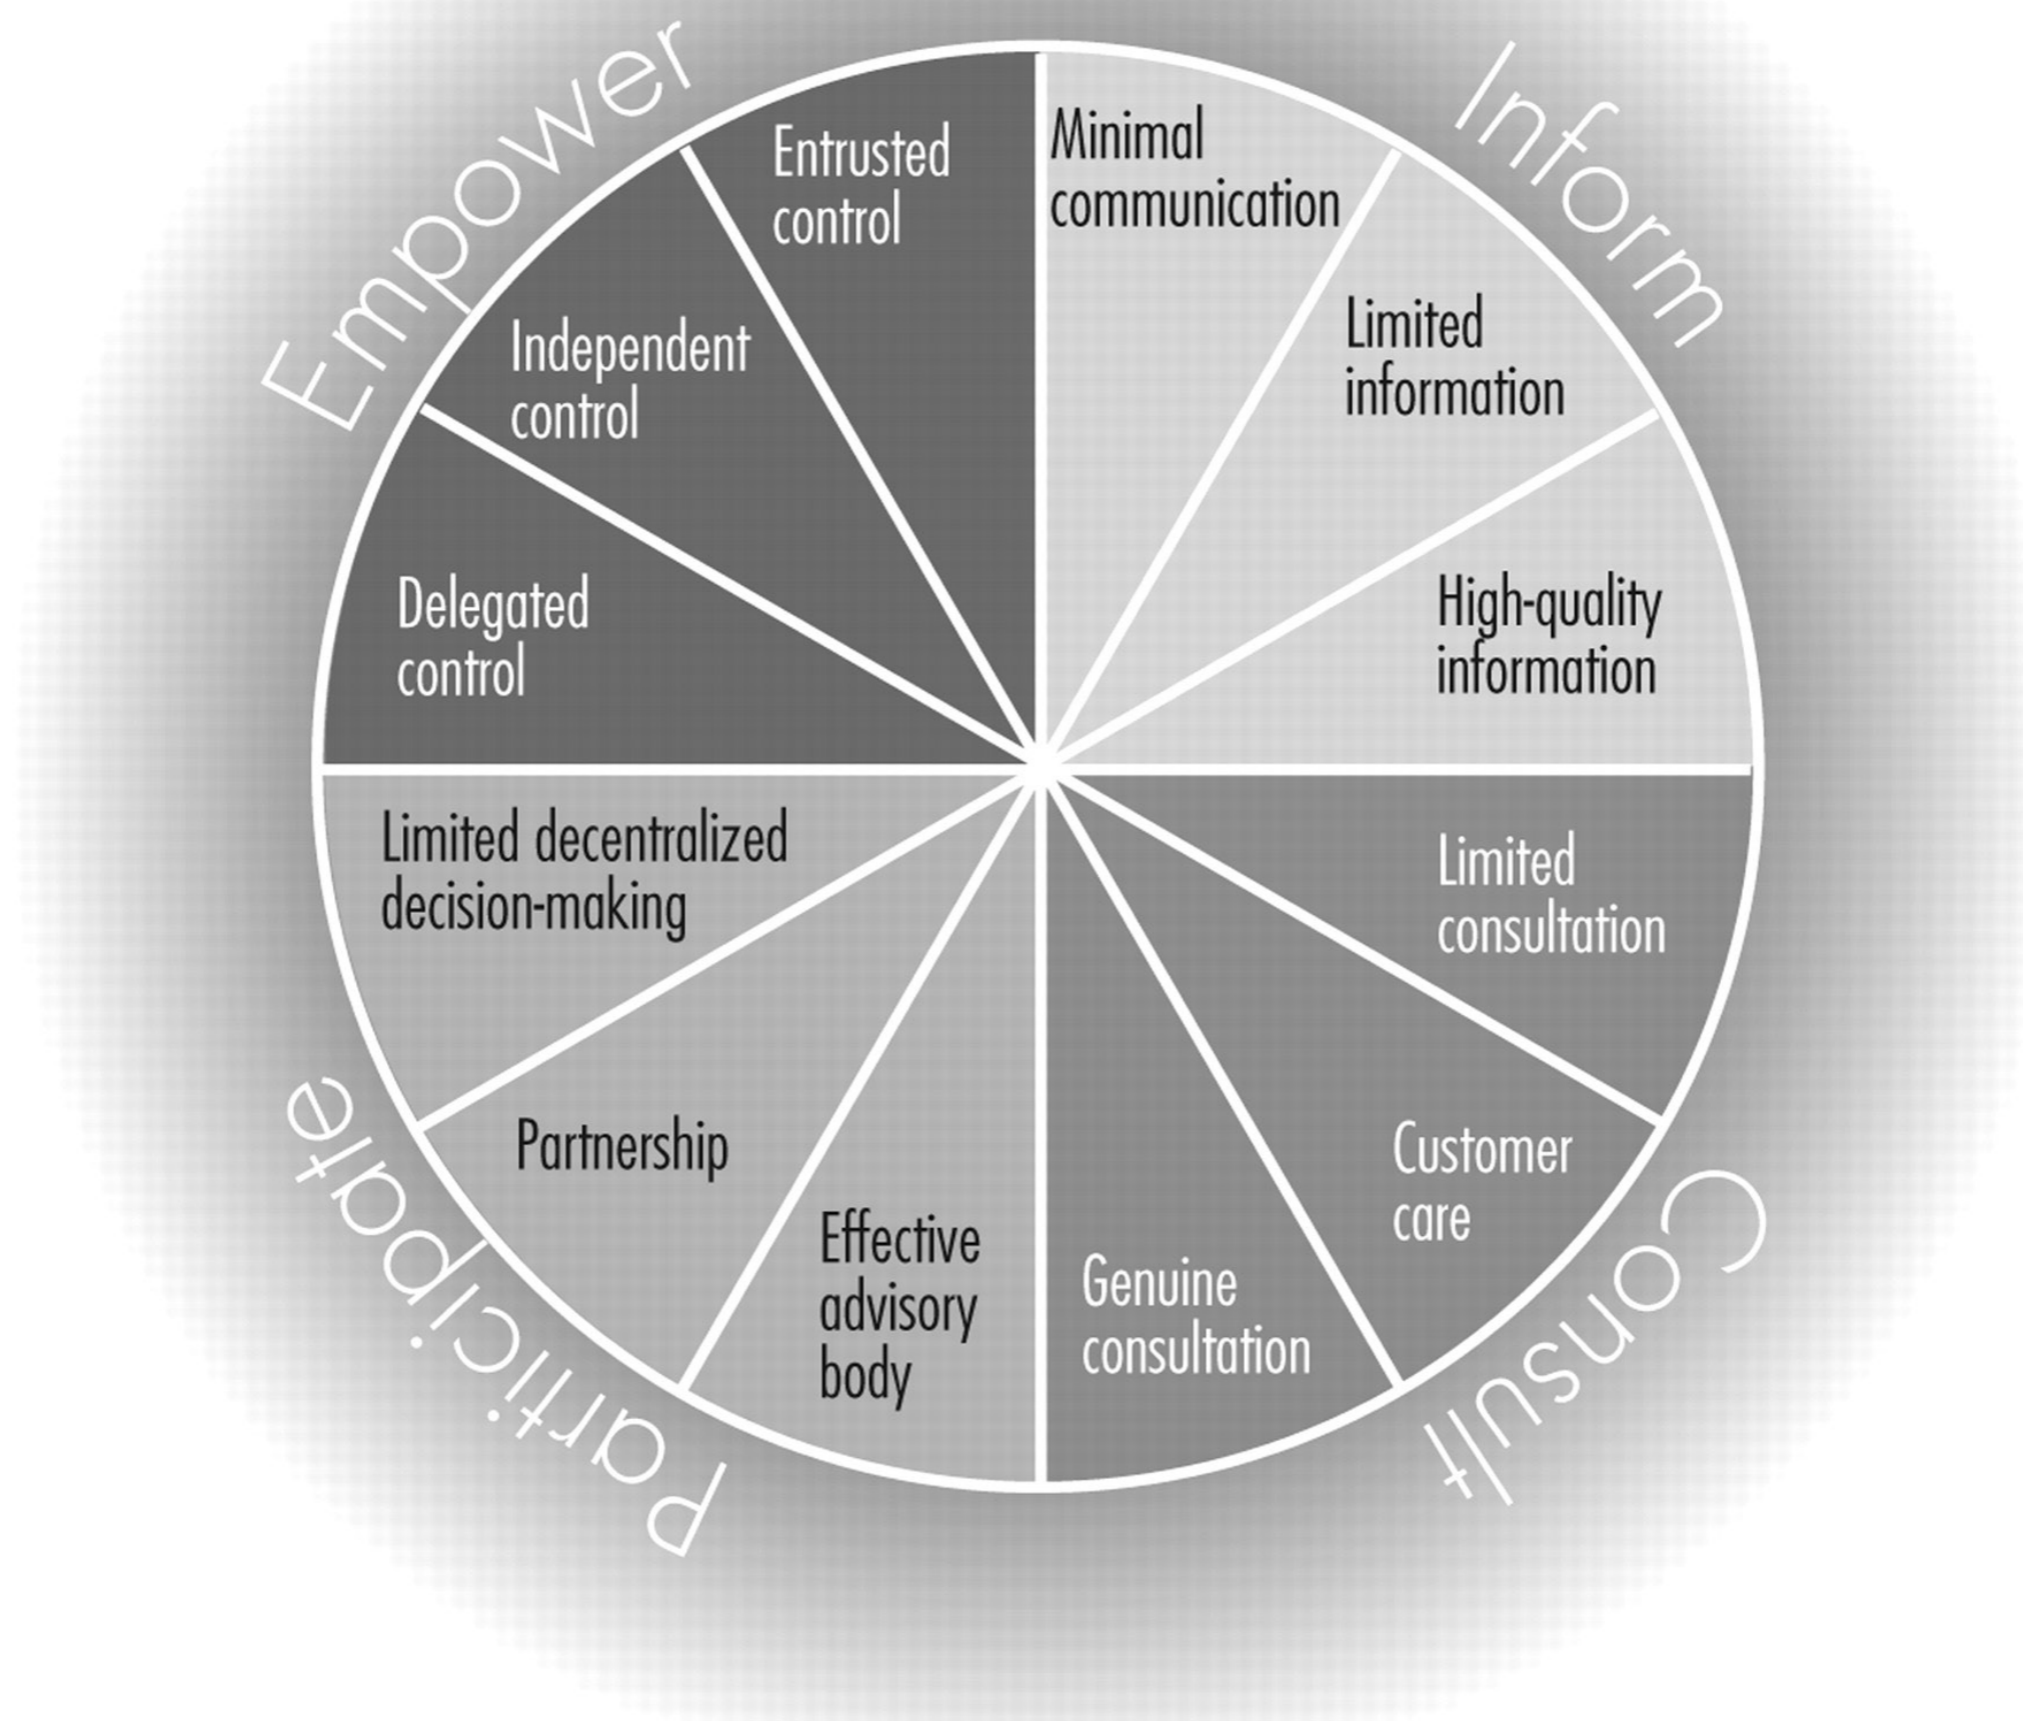 Inform
Minimal
communication
Limited
information
High-quality
information
Consult
Limited
consultation
Customer
care
Genuine
consultation
Participate
Effective
advisory
body
Partnership
Limited decentralized
decision-making
Empower
Delegated
control
Independent
control
Entrusted
control